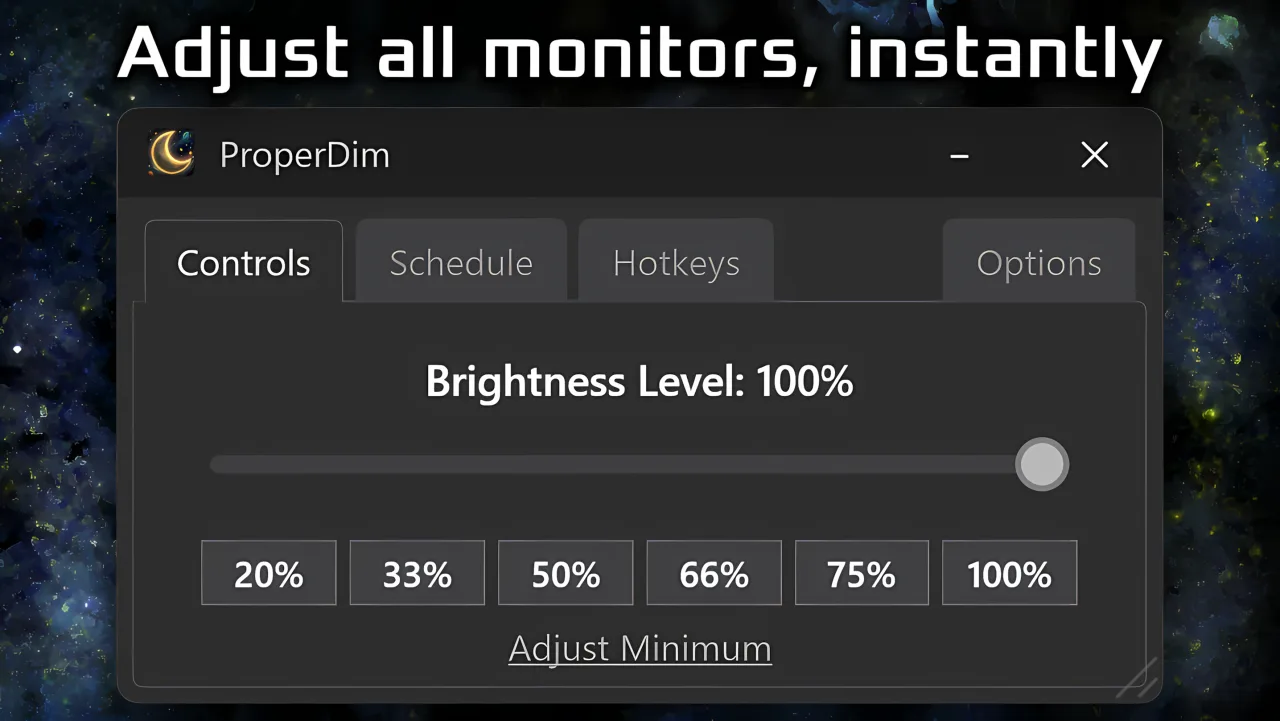 Adjust all monitors, instantly
ProperDim
Controls Schedule Hotkeys Options
Brightness Level: 100%
20% 33% 50% 66% 75% 100%
Adjust Minimum